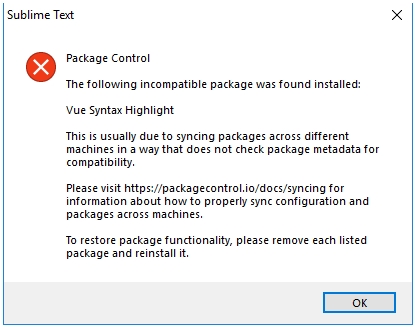 Sublime Text
Package Control
The following incompatible package was found installed:
Vue Syntax Highlight
This is usually due to syncing packages across different
machines in a way that does not check package metadata for
compatibility.
Please visit https://packagecontrol.io/docs/syncing for
information about how to properly sync configuration and
packages across machines.
To restore package functionality, please remove each listed
package and reinstall it.
OK